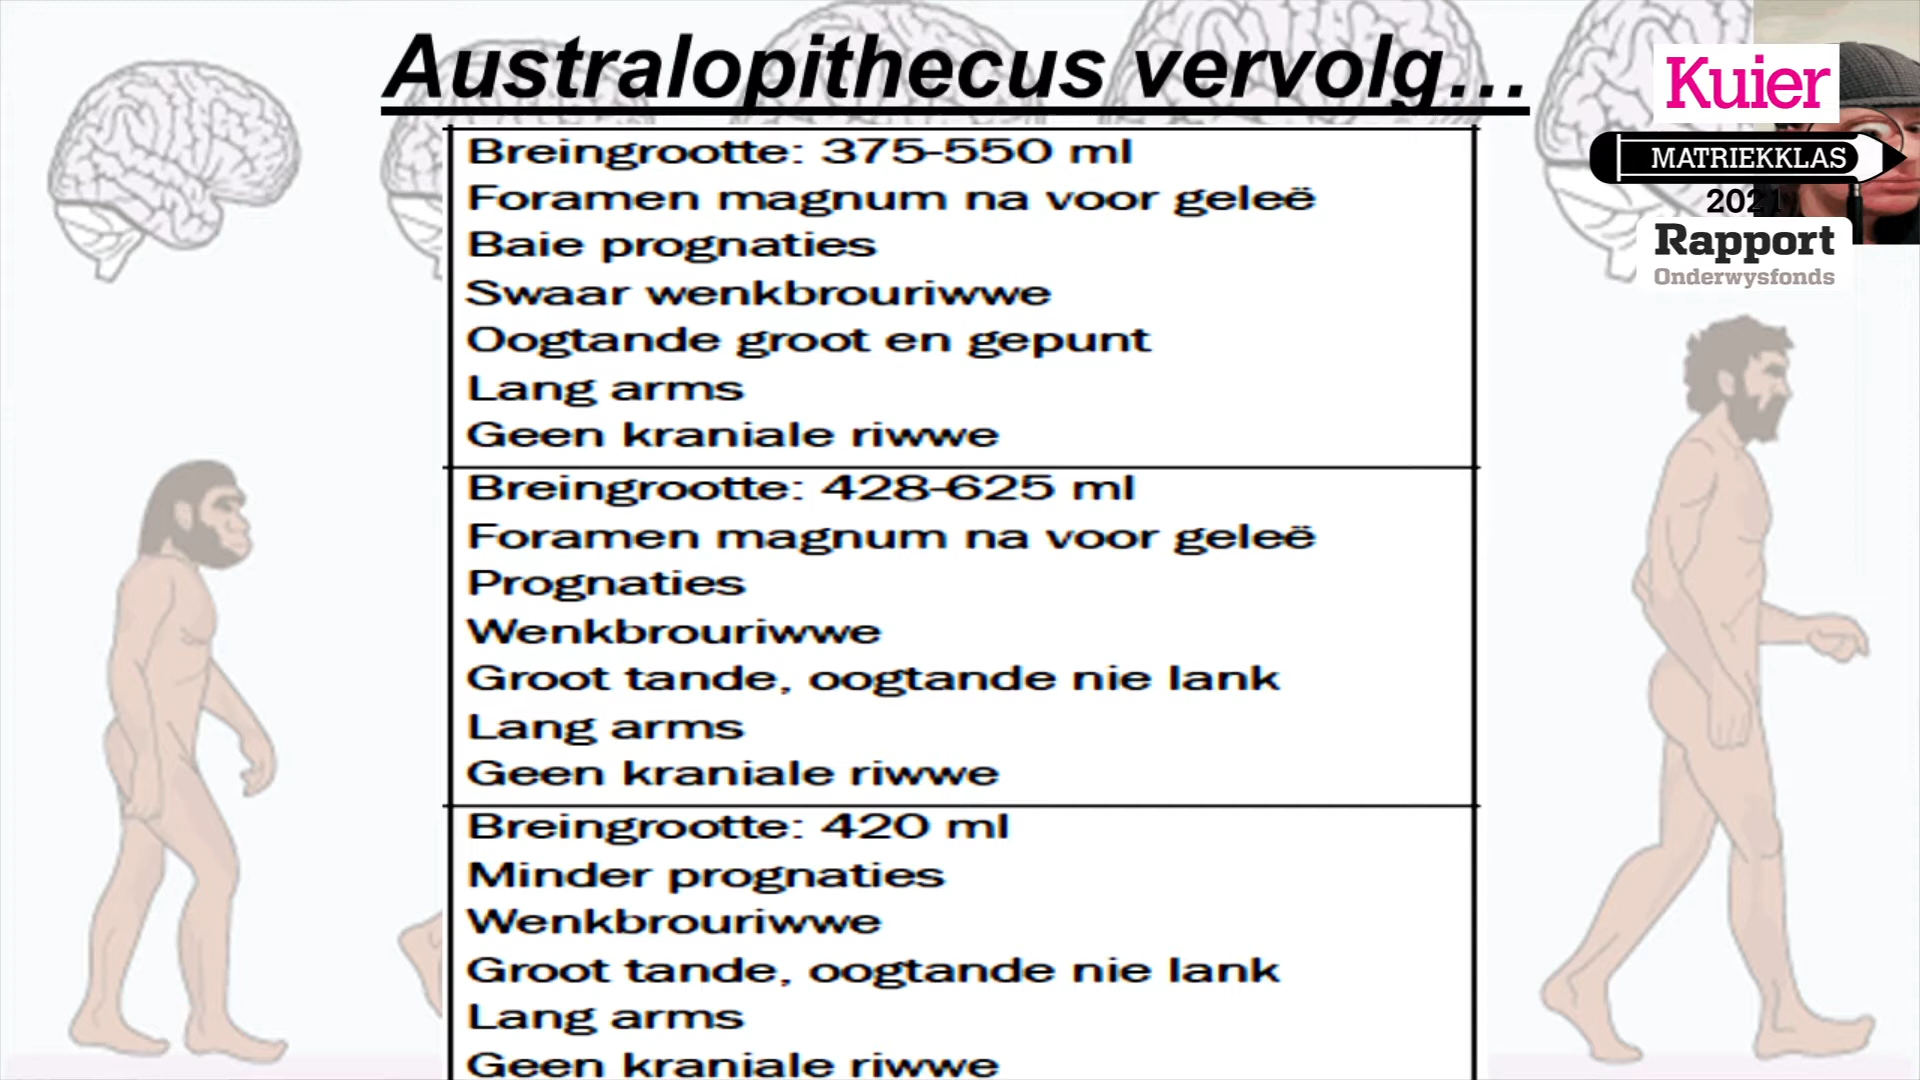 Australopithecus vervolg...
Kuier
MATRIEKKLAS
2021
Rapport
Onderwysfonds
Breingrootte: 375-550 ml
Foramen magnum na voor geleë
Baie prognaties
Swaar wenkbrouriwwe
Oogtande groot en gepunt
Lang arms
Geen kraniale riwwe
Breingrootte: 428-625 ml
Foramen magnum na voor geleë
Prognaties
Wenkbrouriwwe
Groot tande, oogtande nie lank
Lang arms
Geen kraniale riwwe
Breingrootte: 420 ml
Minder prognaties
Wenkbrouriwwe
Groot tande, oogtande nie lank
Lang arms
Geen kraniale riwwe